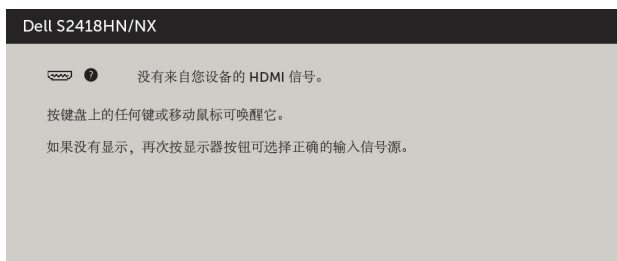 Dell S2418HN/NX
? 没有来自您设备的 HDMI 信号。
按键盘上的任何键或移动鼠标可唤醒它。
如果没有显示，再次按显示器按钮可选择正确的输入信号源。